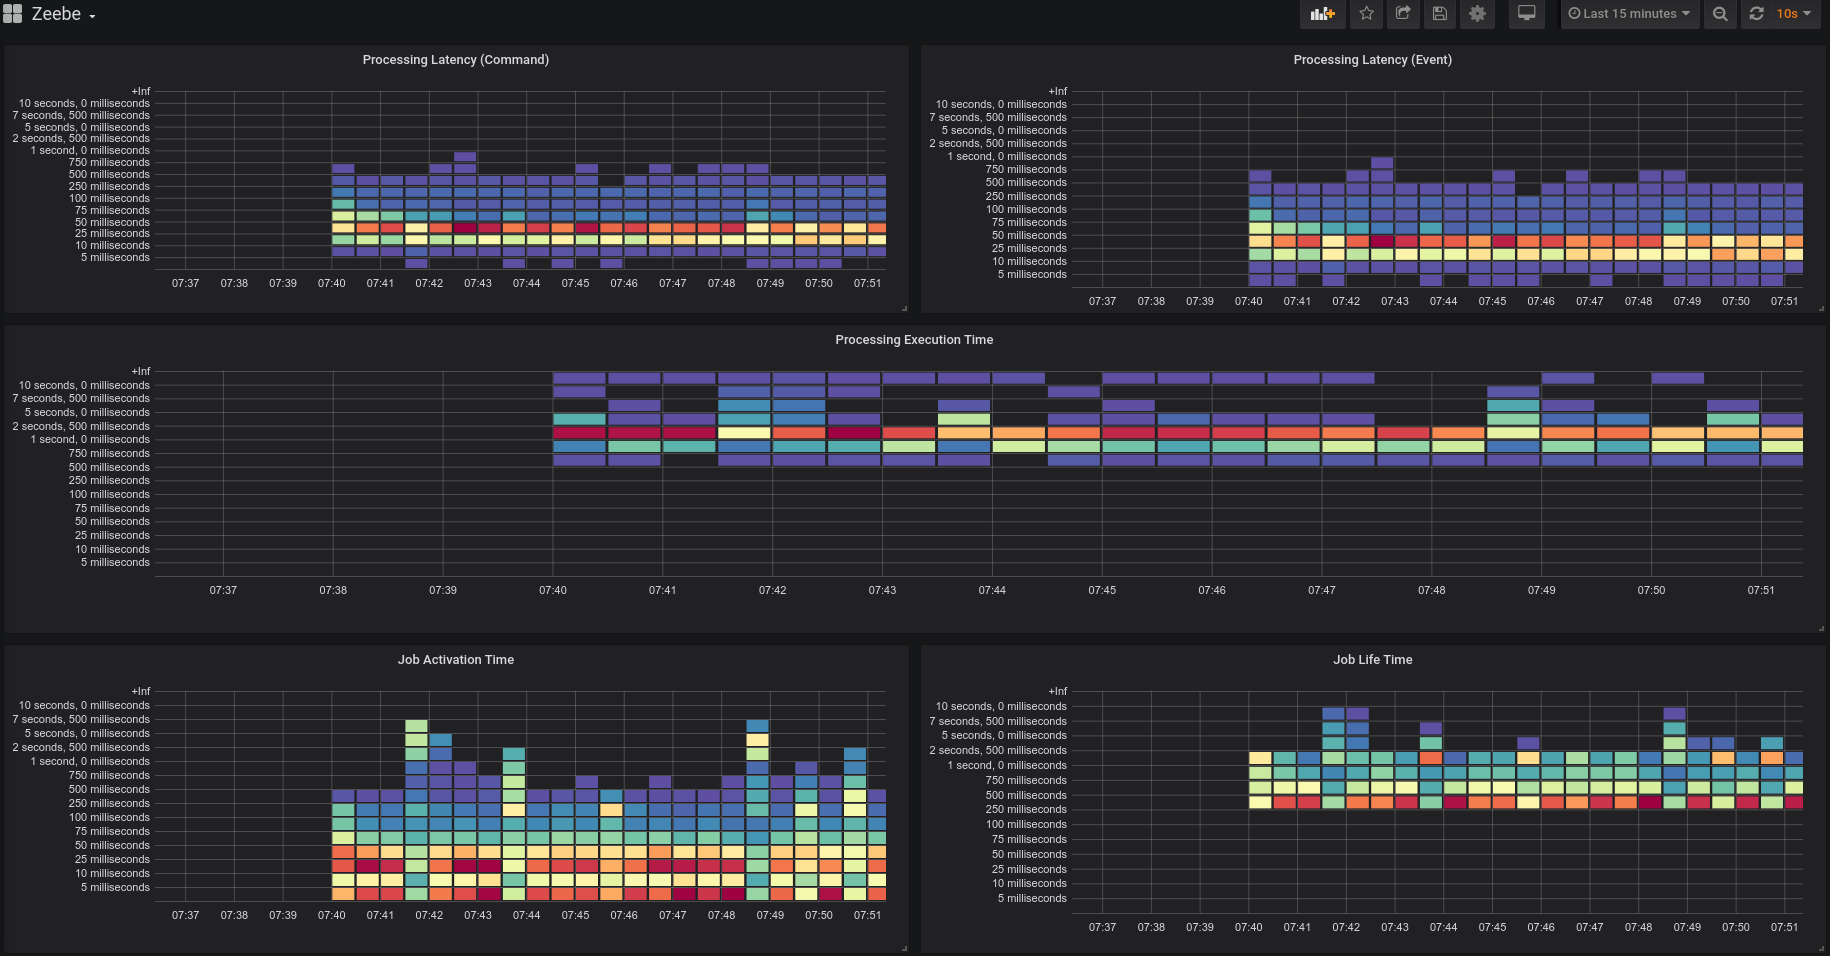 Zeebe
Last 15 minutes
10s
Processing Latency (Command)
+Inf
10 seconds, 0 milliseconds
7 seconds, 500 milliseconds
5 seconds, 0 milliseconds
2 seconds, 500 milliseconds
1 second, 0 milliseconds
750 milliseconds
500 milliseconds
250 milliseconds
100 milliseconds
75 milliseconds
50 milliseconds
25 milliseconds
10 milliseconds
5 milliseconds
07:37 07:38 07:39 07:40 07:41 07:42 07:43 07:44 07:45 07:46 07:47 07:48 07:49 07:50 07:51
Processing Latency (Event)
+Inf
10 seconds, 0 milliseconds
7 seconds, 500 milliseconds
5 seconds, 0 milliseconds
2 seconds, 500 milliseconds
1 second, 0 milliseconds
750 milliseconds
500 milliseconds
250 milliseconds
100 milliseconds
75 milliseconds
50 milliseconds
25 milliseconds
10 milliseconds
5 milliseconds
07:37 07:38 07:39 07:40 07:41 07:42 07:43 07:44 07:45 07:46 07:47 07:48 07:49 07:50 07:51
Processing Execution Time
+Inf
10 seconds, 0 milliseconds
7 seconds, 500 milliseconds
5 seconds, 0 milliseconds
2 seconds, 500 milliseconds
1 second, 0 milliseconds
750 milliseconds
500 milliseconds
250 milliseconds
100 milliseconds
75 milliseconds
50 milliseconds
25 milliseconds
10 milliseconds
5 milliseconds
07:37 07:38 07:39 07:40 07:41 07:42 07:43 07:44 07:45 07:46 07:47 07:48 07:49 07:50 07:51
Job Activation Time
+Inf
10 seconds, 0 milliseconds
7 seconds, 500 milliseconds
5 seconds, 0 milliseconds
2 seconds, 500 milliseconds
1 second, 0 milliseconds
750 milliseconds
500 milliseconds
250 milliseconds
100 milliseconds
75 milliseconds
50 milliseconds
25 milliseconds
10 milliseconds
5 milliseconds
07:37 07:38 07:39 07:40 07:41 07:42 07:43 07:44 07:45 07:46 07:47 07:48 07:49 07:50 07:51
Job Life Time
+Inf
10 seconds, 0 milliseconds
7 seconds, 500 milliseconds
5 seconds, 0 milliseconds
2 seconds, 500 milliseconds
1 second, 0 milliseconds
750 milliseconds
500 milliseconds
250 milliseconds
100 milliseconds
75 milliseconds
50 milliseconds
25 milliseconds
10 milliseconds
5 milliseconds
07:37 07:38 07:39 07:40 07:41 07:42 07:43 07:44 07:45 07:46 07:47 07:48 07:49 07:50 07:51